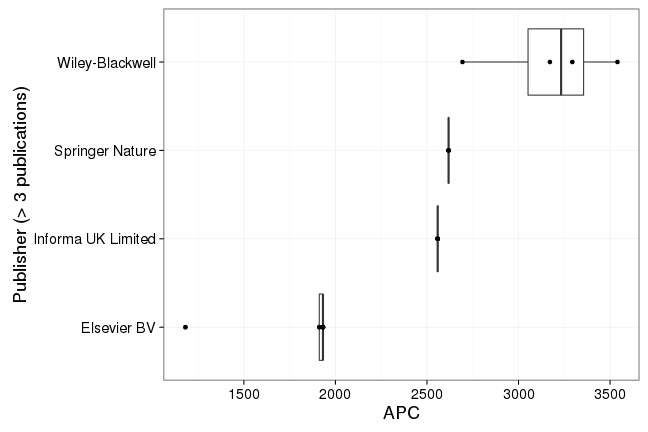 Publisher (> 3 publications)
Wiley-Blackwell
Springer Nature
Informa UK Limited
Elsevier BV
1500 2000 2500 3000 3500
APC